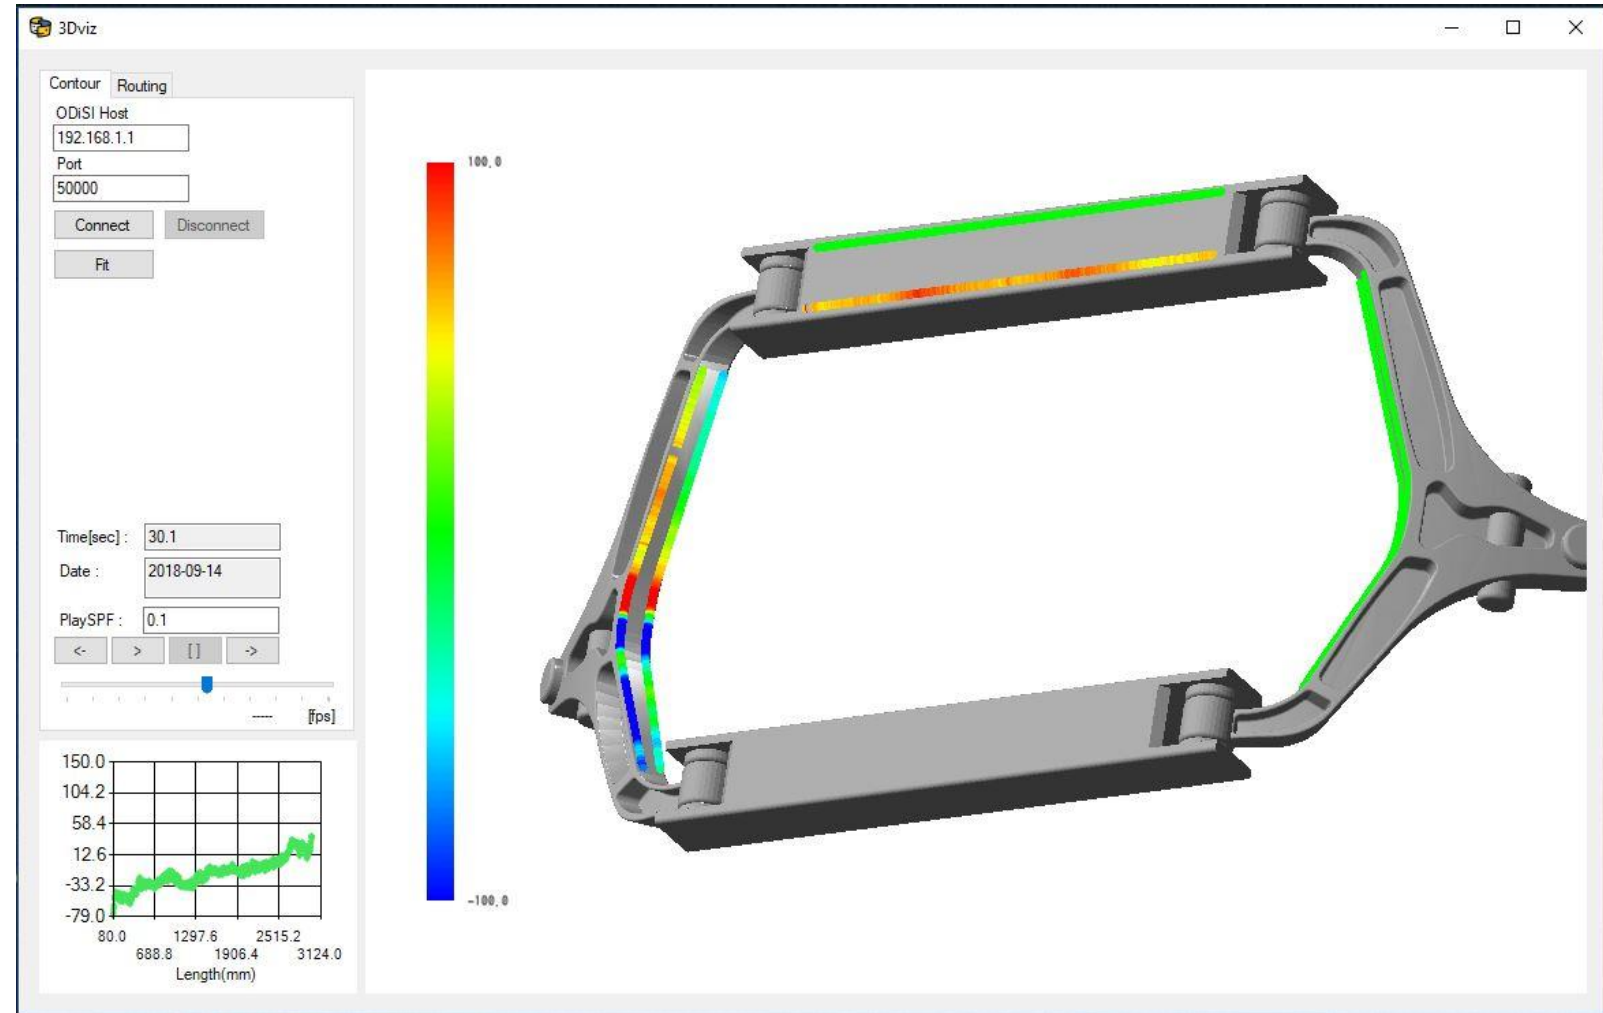 3Dviz
Contour Routing
ODiSI Host
192.168.1.1
Port
50000
Connect Disconnect
Fit
Time[sec] : 30.1
Date : 2018-09-14
PlaySPF : 0.1
<- > [ ] ->
---- [fps]
150.0
104.2
58.4
12.6
-33.2
-79.0
80.0 1297.6 2515.2
688.8 1906.4 3124.0
Length(mm)
100.0
-100.0